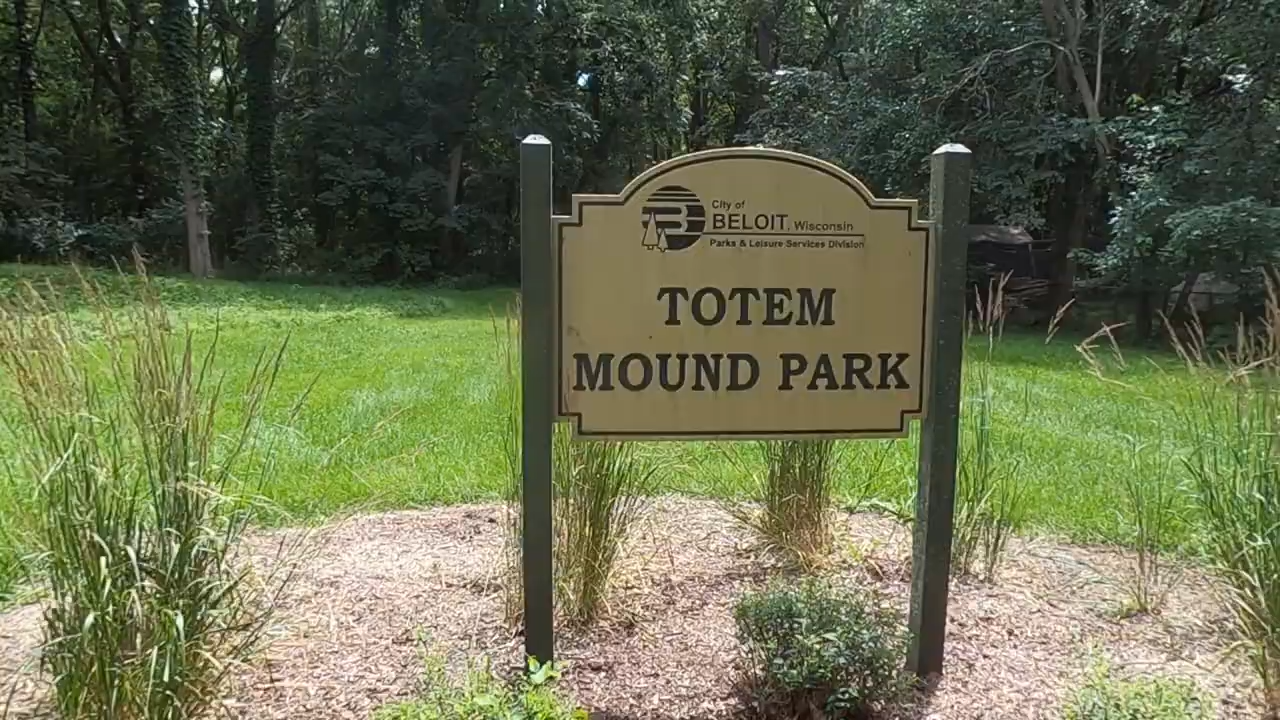 B
City of
BELOIT, Wisconsin
Parks & Leisure Services Division
TOTEM
MOUND PARK